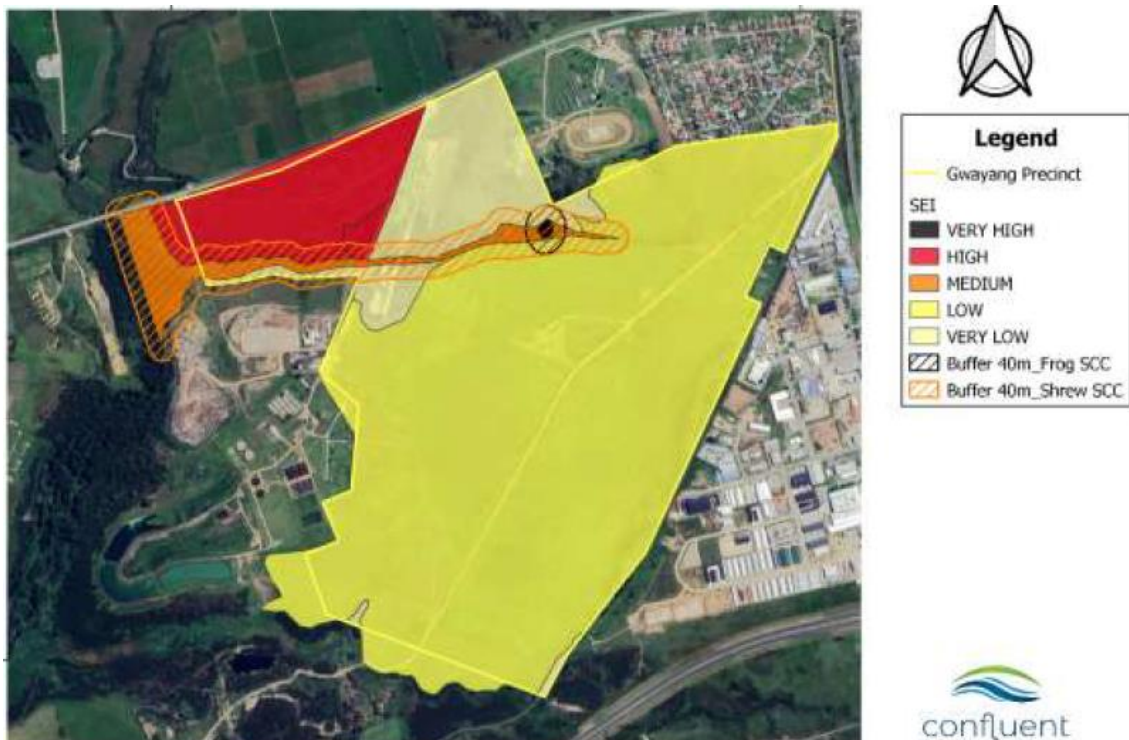 Legend
Gwayang Precinct
SEI
VERY HIGH
HIGH
MEDIUM
LOW
VERY LOW
Buffer 40m_Frog SCC
Buffer 40m_Shrew SCC
confluent